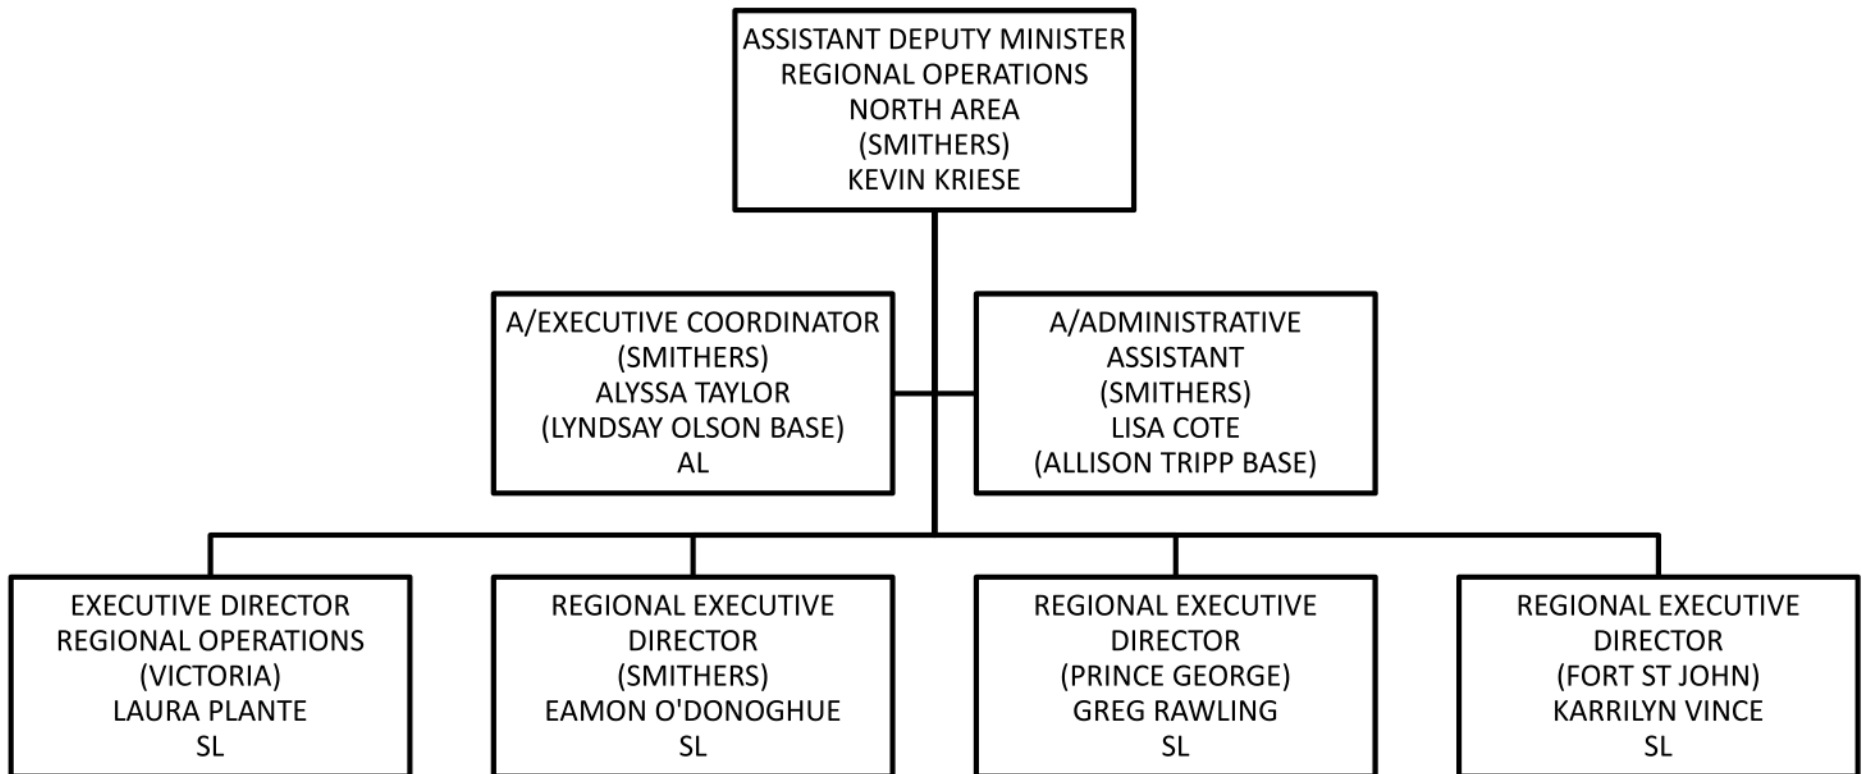 ASSISTANT DEPUTY MINISTER
REGIONAL OPERATIONS
NORTH AREA
(SMITHERS)
KEVIN KRIESE
A/EXECUTIVE COORDINATOR
(SMITHERS)
ALYSSA TAYLOR
(LYNDSAY OLSON BASE)
AL
A/ADMINISTRATIVE
ASSISTANT
(SMITHERS)
LISA COTE
(ALLISON TRIPP BASE)
EXECUTIVE DIRECTOR
REGIONAL OPERATIONS
(VICTORIA)
LAURA PLANTE
SL
REGIONAL EXECUTIVE
DIRECTOR
(SMITHERS)
EAMON O'DONOGHUE
SL
REGIONAL EXECUTIVE
DIRECTOR
(PRINCE GEORGE)
GREG RAWLING
SL
REGIONAL EXECUTIVE
DIRECTOR
(FORT ST JOHN)
KARRILYN VINCE
SL